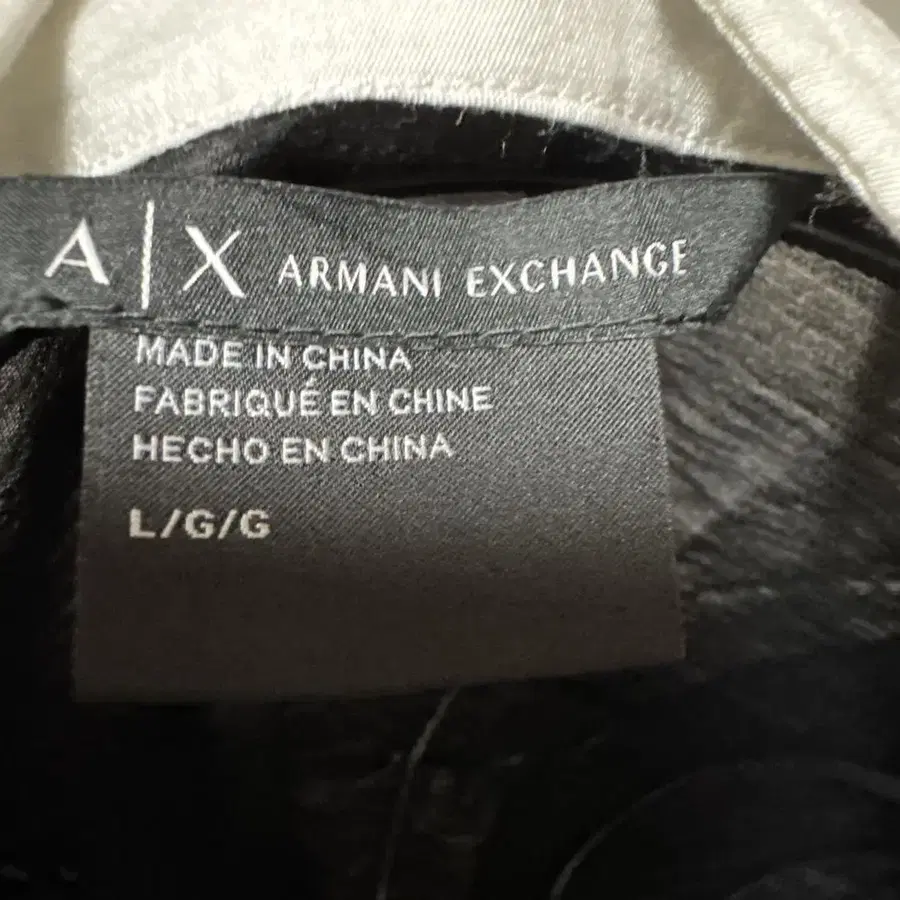 A|X ARMANI EXCHANGE
MADE IN CHINA
FABRIQUÉ EN CHINE
HECHO EN CHINA
L/G/G